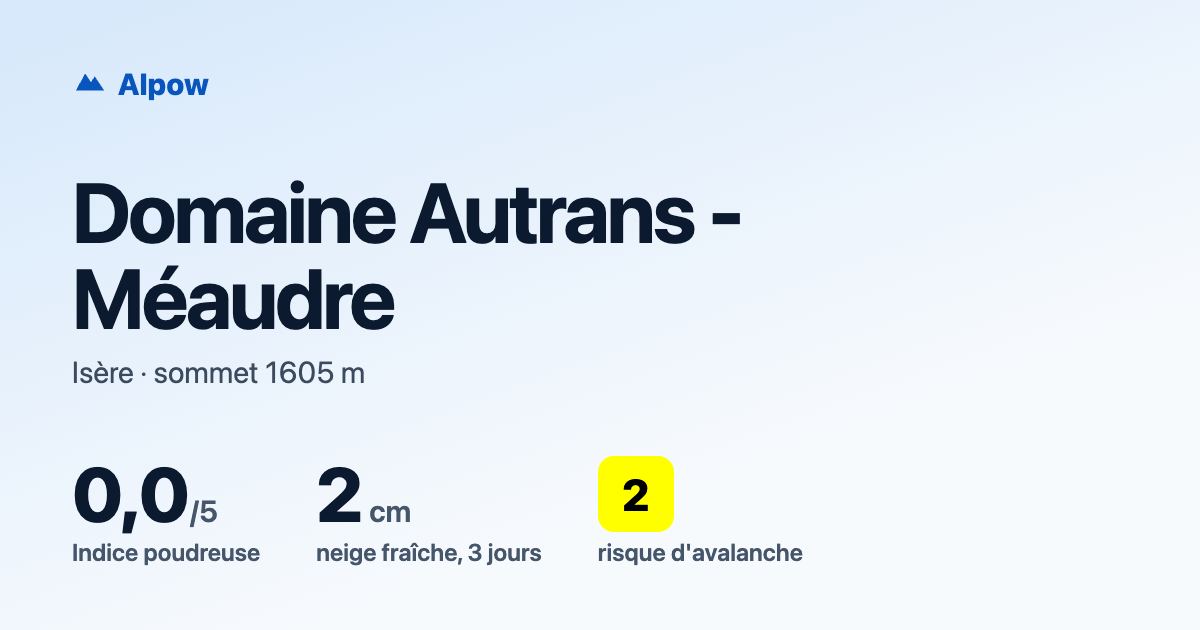 Alpow
Domaine Autrans -
Méaudre
Isère · sommet 1605 m
0,0/5
Indice poudreuse
2 cm
neige fraîche, 3 jours
2
risque d'avalanche